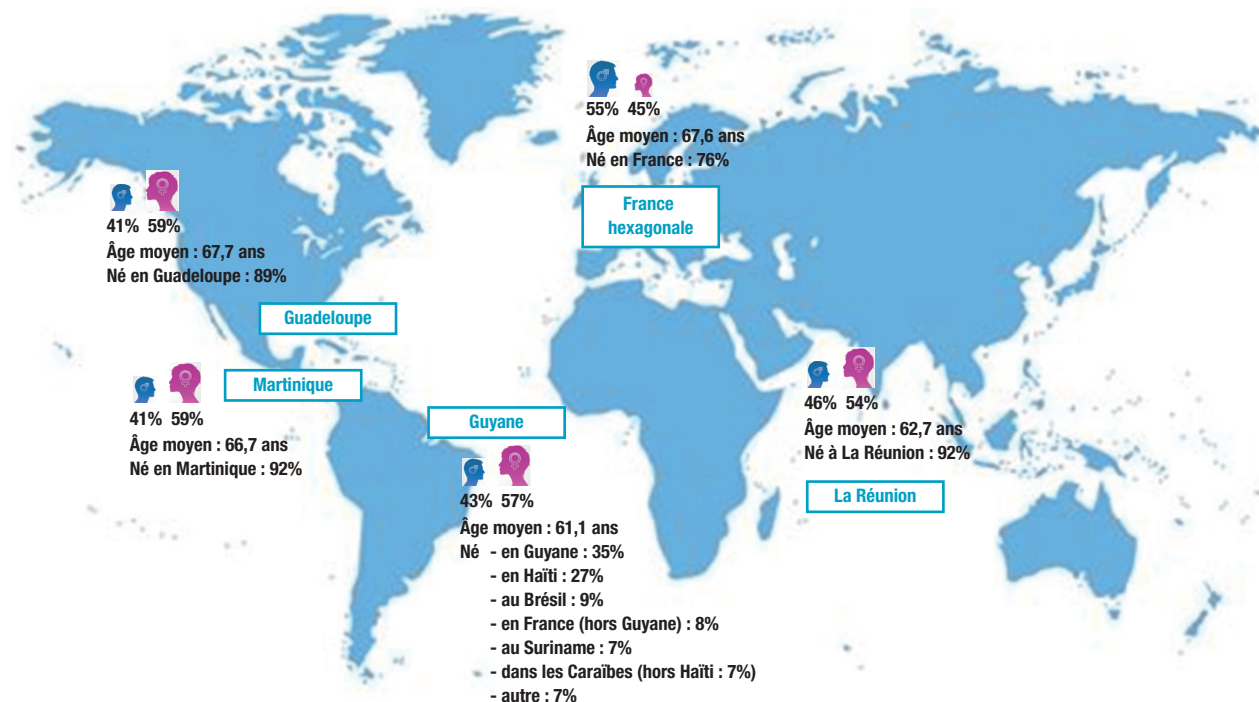 55% 45%
Âge moyen : 67,6 ans
Né en France : 76%
France
hexagonale
41% 59%
Âge moyen : 67,7 ans
Né en Guadeloupe : 89%
Guadeloupe
Martinique
41% 59%
Âge moyen : 66,7 ans
Né en Martinique : 92%
Guyane
43% 57%
Âge moyen : 61,1 ans
Né - en Guyane : 35%
- en Haïti : 27%
- au Brésil : 9%
- en France (hors Guyane) : 8%
- au Suriname : 7%
- dans les Caraïbes (hors Haïti : 7%)
- autre : 7%
46% 54%
Âge moyen : 62,7 ans
Né à La Réunion : 92%
La Réunion